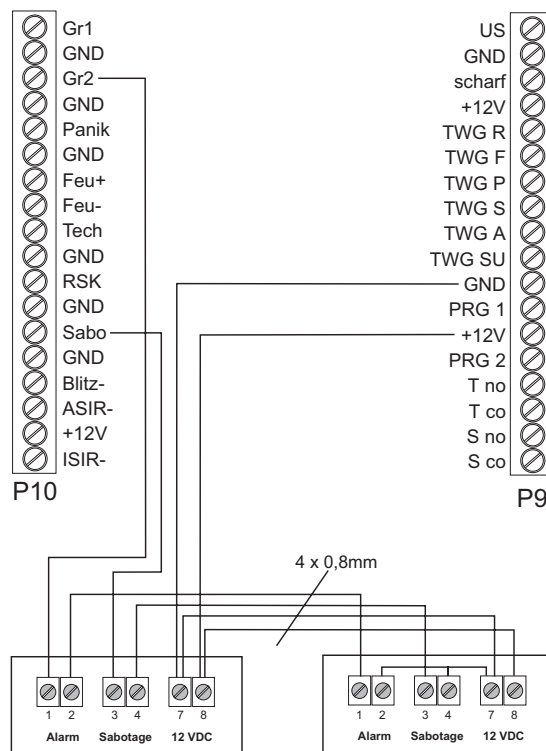 Gr1
GND
Gr2
GND
Panik
GND
Feu+
Feu-
Tech
GND
RSK
GND
Sabo
GND
Blitz-
ASIR-
+12V
ISIR-
P10
US
GND
scharf
+12V
TWG R
TWG F
TWG P
TWG S
TWG A
TWG SU
GND
PRG 1
+12V
PRG 2
T no
T co
S no
S co
P9
4 x 0,8mm
1 2 3 4 7 8
Alarm Sabotage 12 VDC
1 2 3 4 7 8
Alarm Sabotage 12 VDC